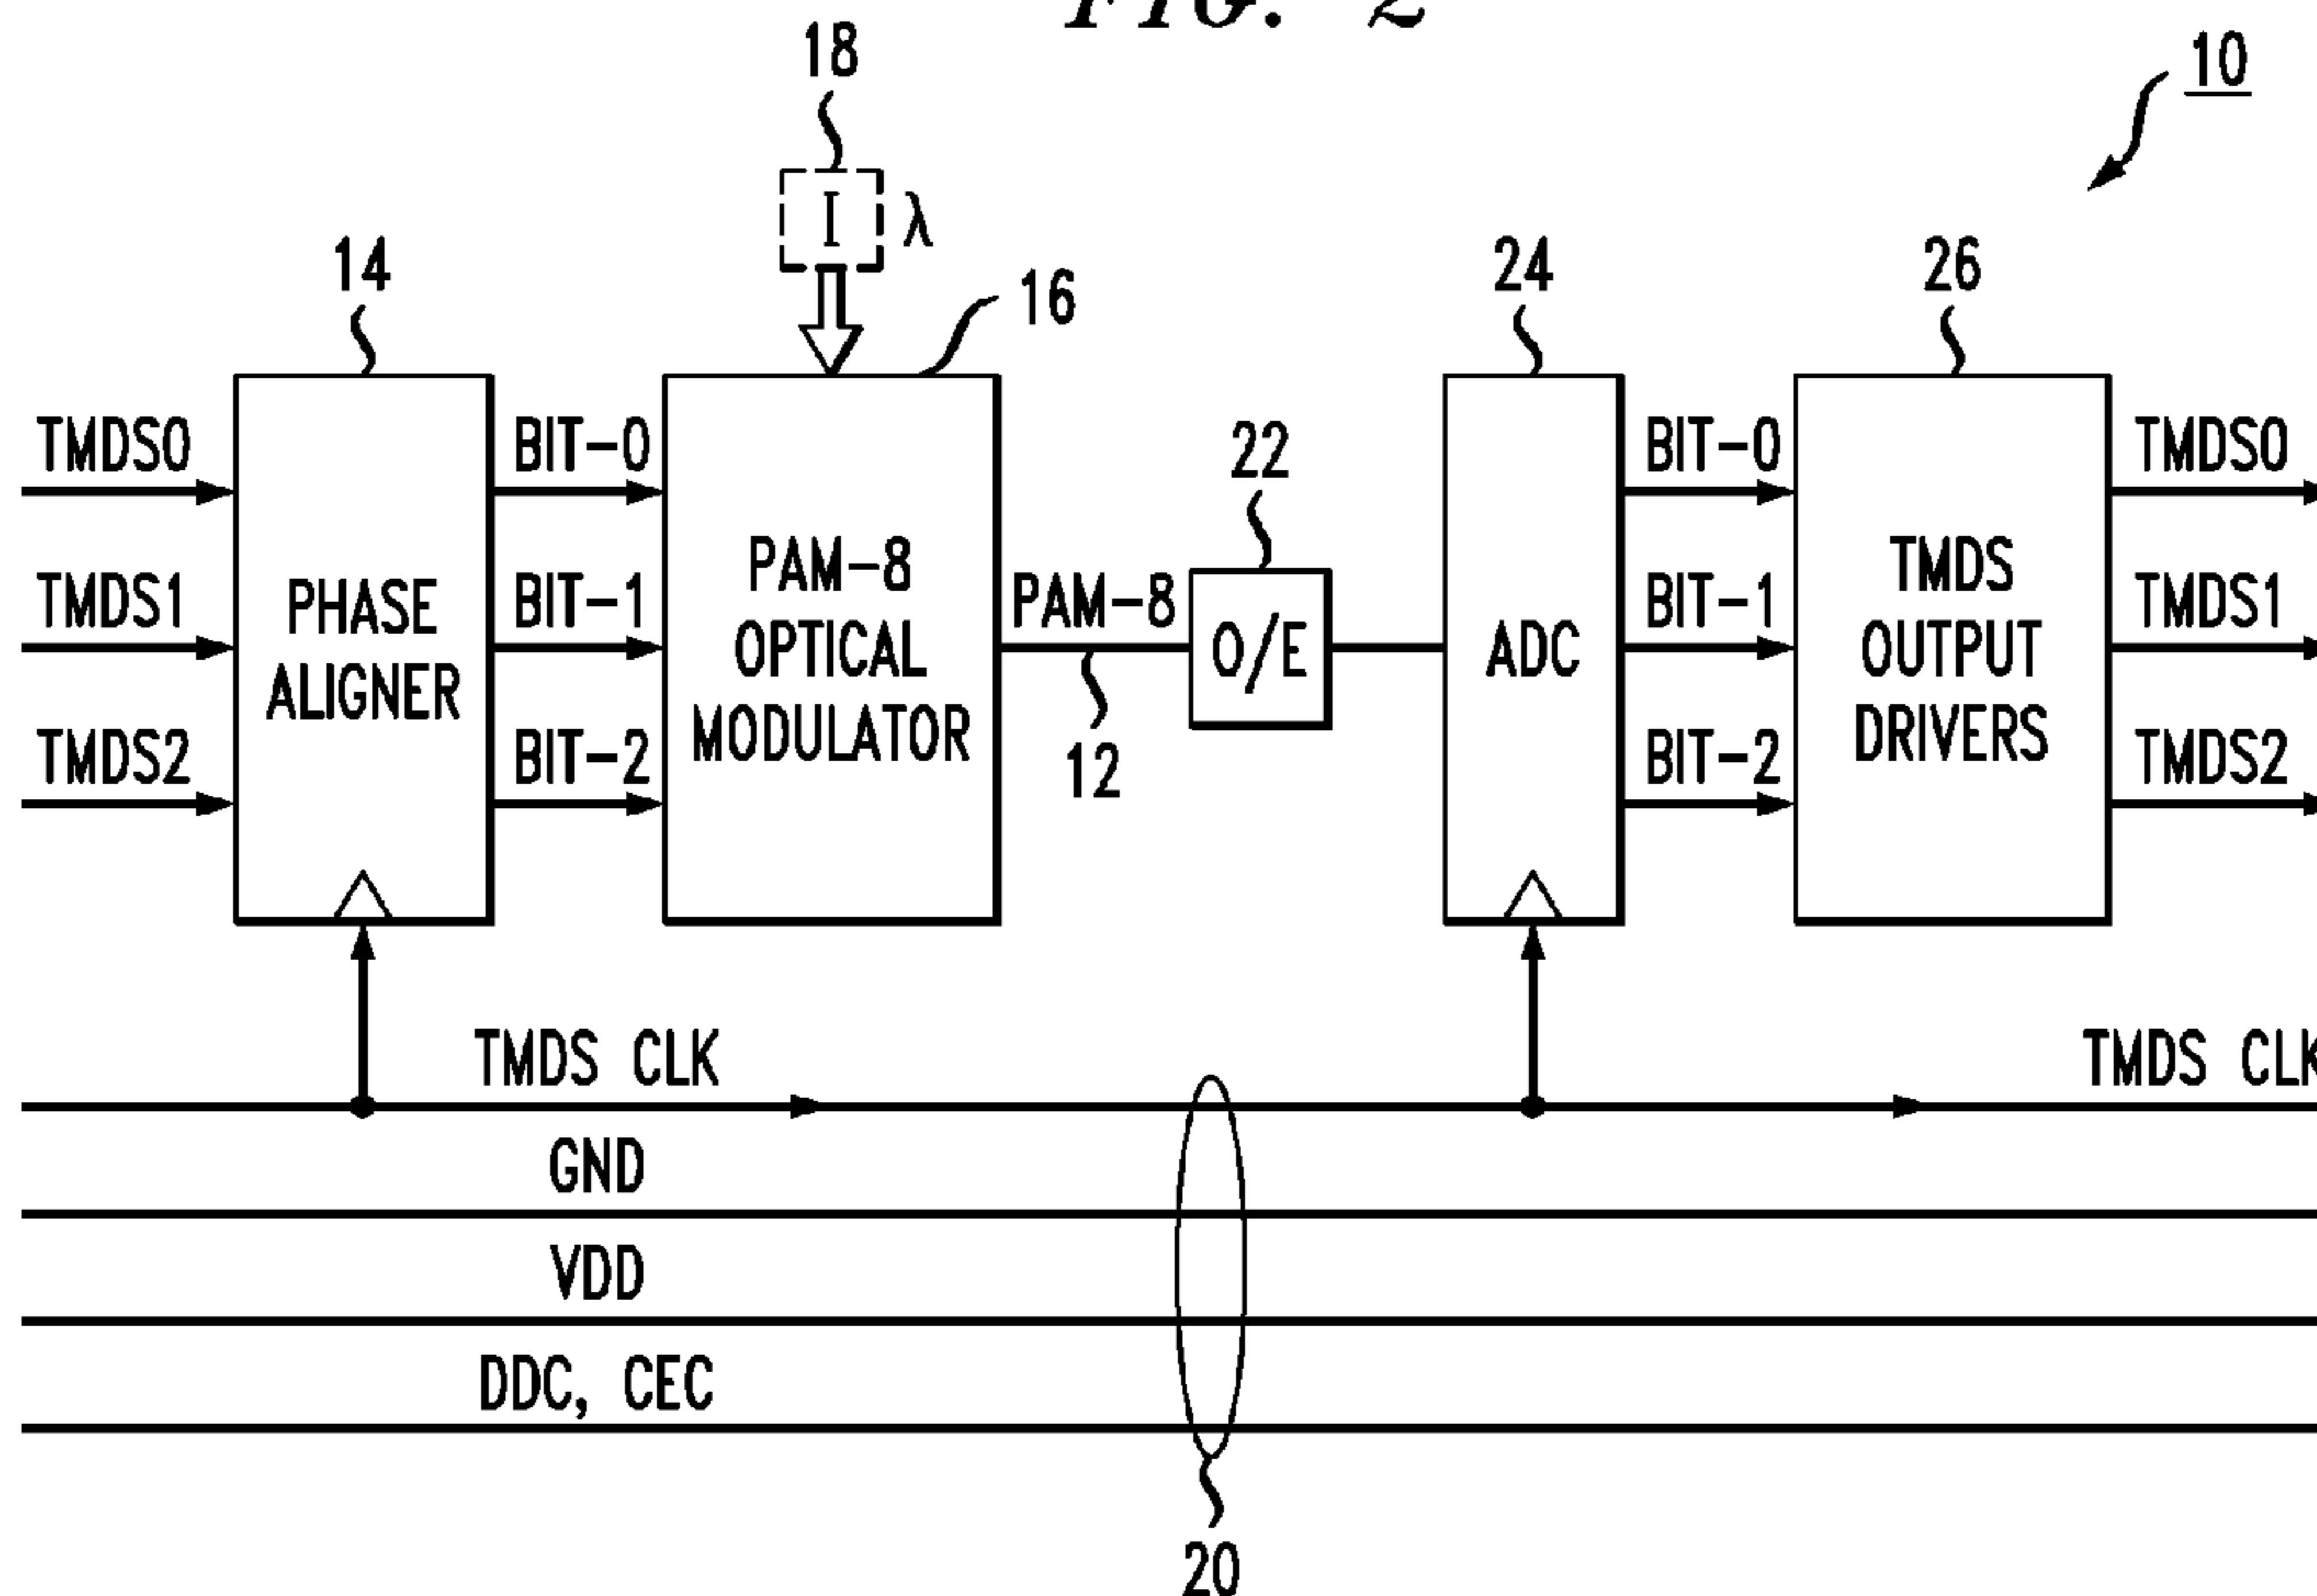 FIG. 2
18
10
I λ
14
16
24
26
TMDS0
BIT-0
22
BIT-0
TMDS0
PHASE
ALIGNER
PAM-8
OPTICAL
MODULATOR
PAM-8
O/E
ADC
TMDS
OUTPUT
DRIVERS
TMDS1
BIT-1
BIT-1
TMDS1
TMDS2
BIT-2
12
BIT-2
TMDS2
TMDS CLK
TMDS CLK
GND
VDD
DDC, CEC
20